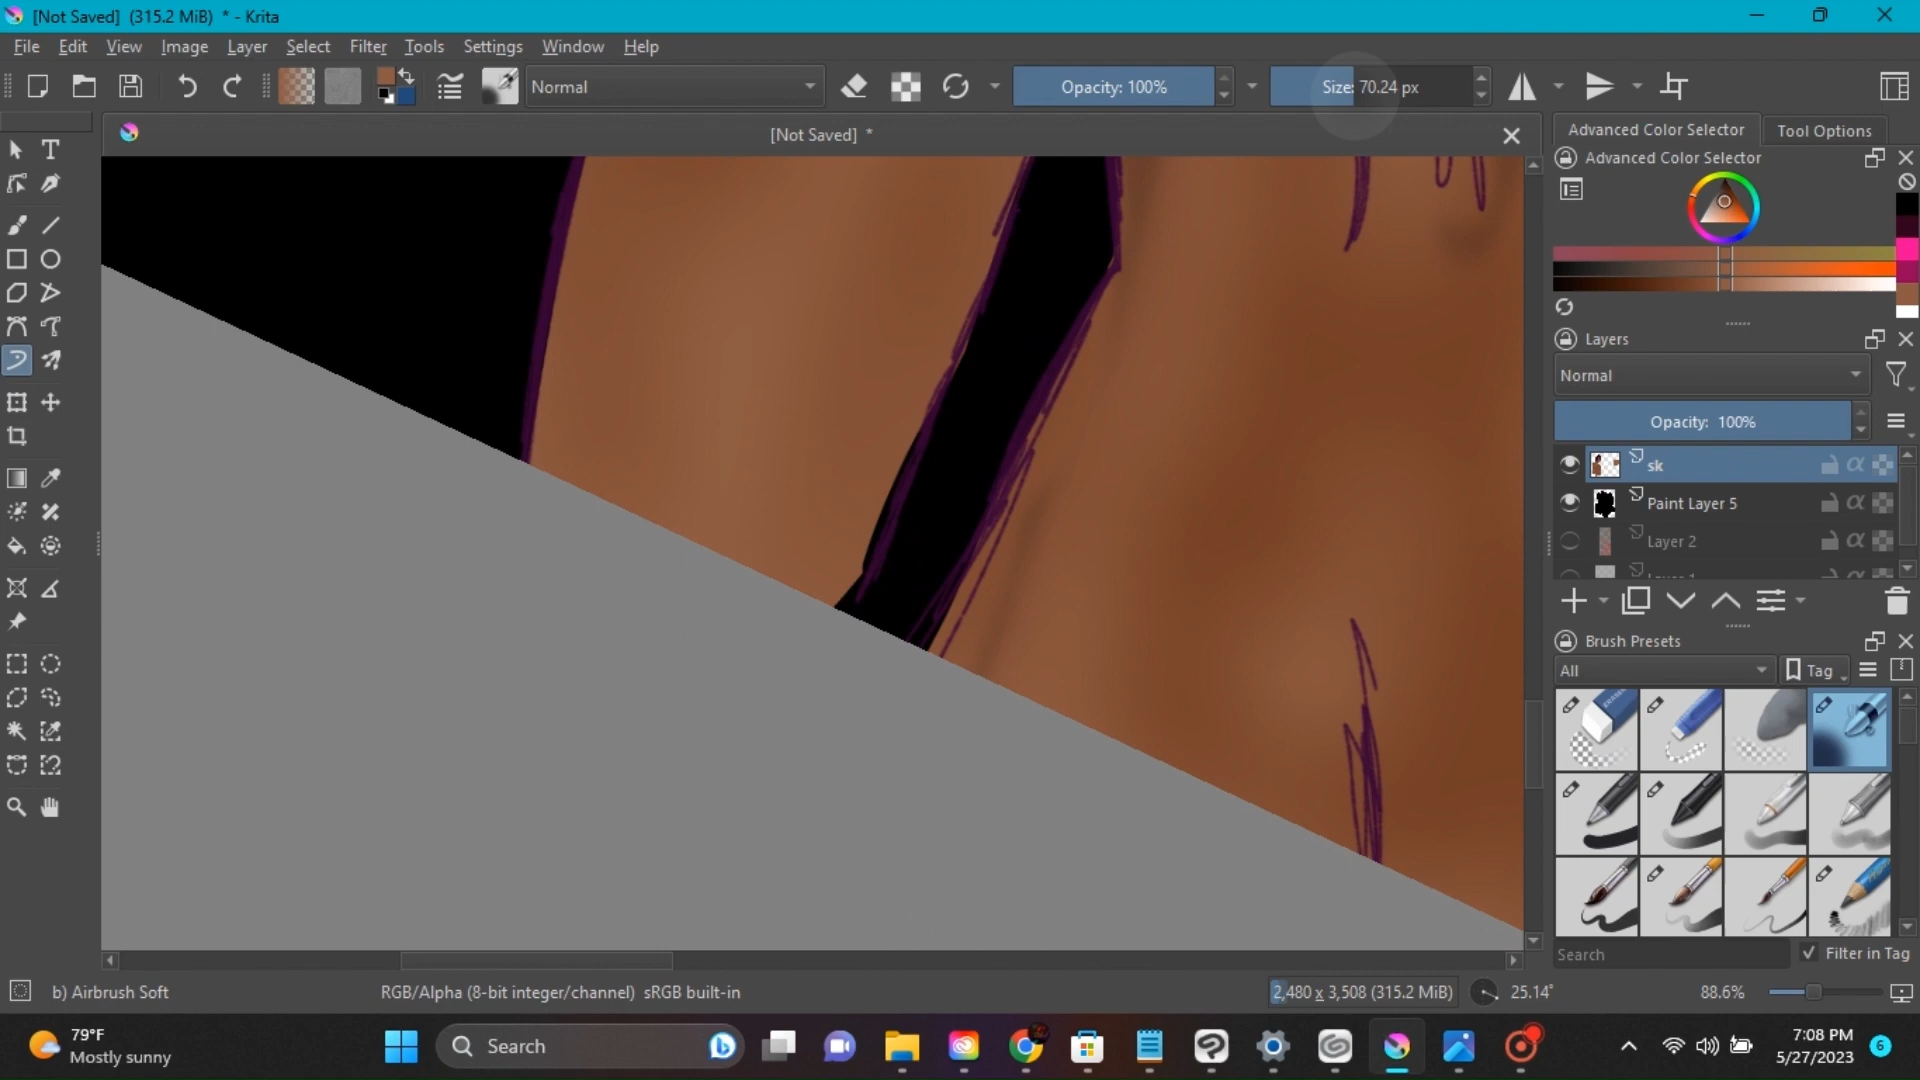 [Not Saved]  (315.2 MiB)  * - Krita
File Edit View Image Layer Select Filter Tools Settings Window Help
Normal Opacity: 100% Size: 70.24 px
[Not Saved] *
Advanced Color Selector Tool Options
Advanced Color Selector
Layers
Normal
Opacity:  100%
sk
Paint Layer 5
Layer 2
Layer 1
Brush Presets
All Tag
Search Filter in Tag
b) Airbrush Soft RGB/Alpha (8-bit integer/channel)  sRGB built-in 2,480 x 3,508 (315.2 MiB) 25.14° 88.6%
79°F
Mostly sunny
Search
7:08 PM
5/27/2023
6